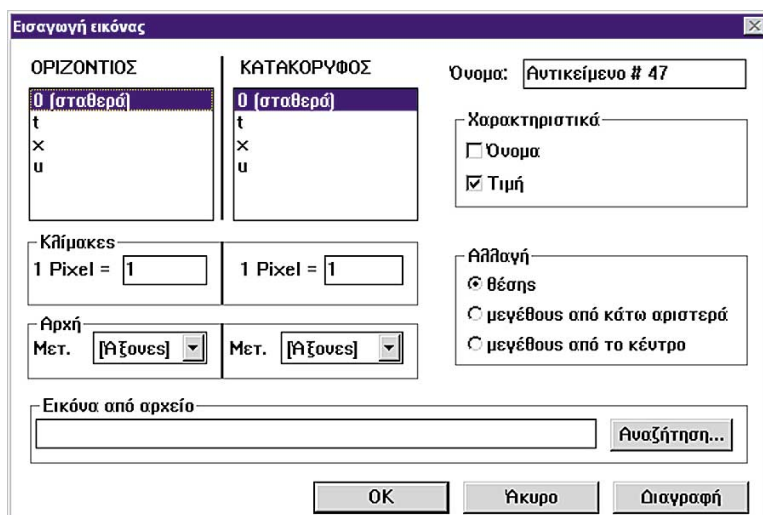 Εισαγωγή εικόνας
ΟΡΙΖΟΝΤΙΟΣ
0 (σταθερά)
t
x
u
ΚΑΤΑΚΟΡΥΦΟΣ
0 (σταθερά)
t
x
u
Όνομα: Αντικείμενο # 47
Χαρακτηριστικά
Όνομα
Τιμή
Κλίμακες
1 Pixel = 1
1 Pixel = 1
Αλλαγή
θέσης
μεγέθους από κάτω αριστερά
μεγέθους από το κέντρο
Αρχή
Μετ. [Άξονες]
Μετ. [Άξονες]
Εικόνα από αρχείο
Αναζήτηση...
OK
Άκυρο
Διαγραφή